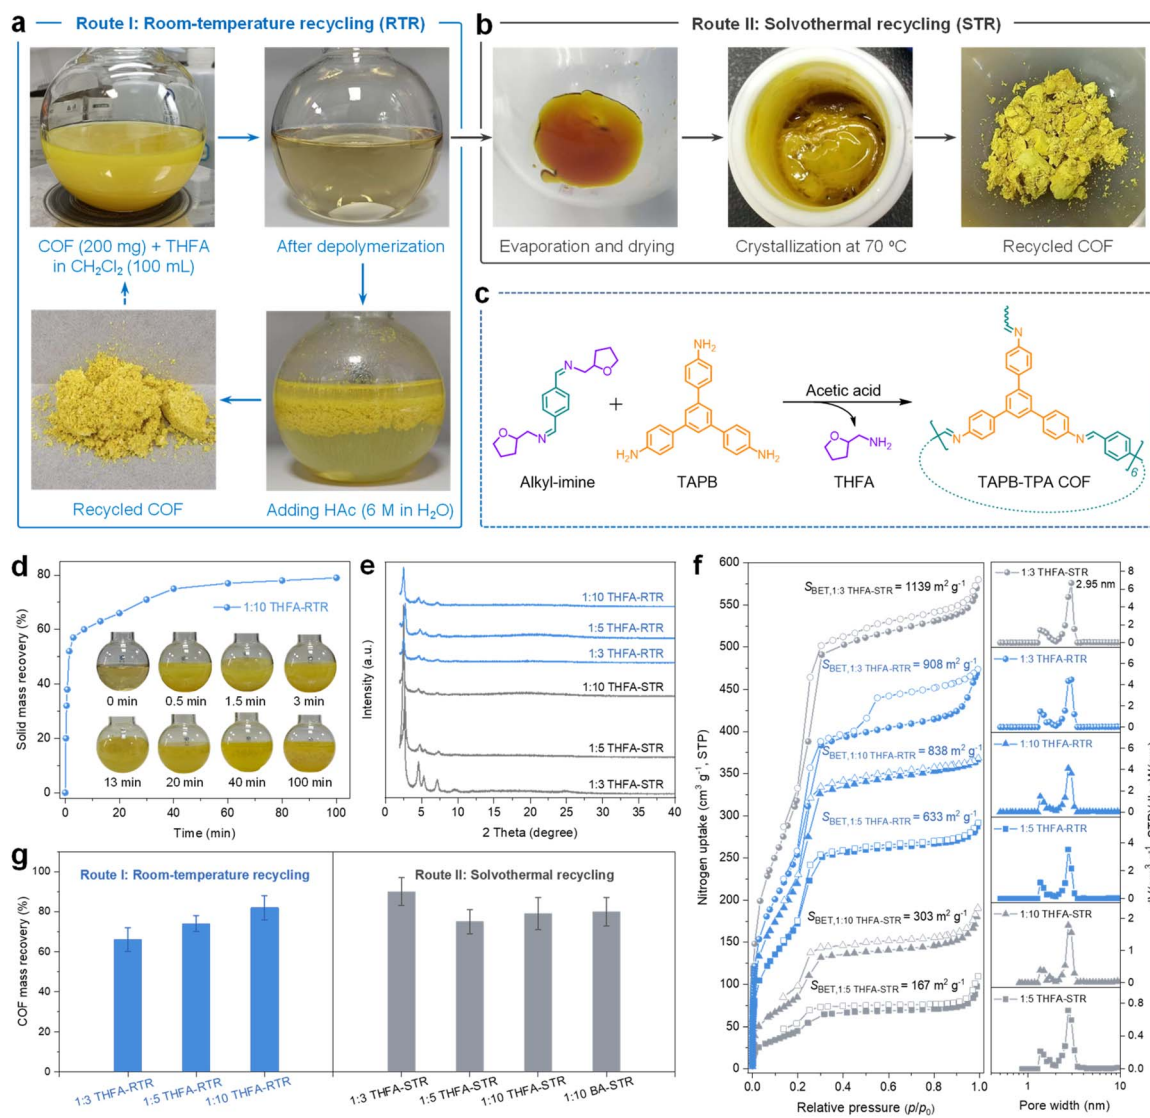 a
Route I: Room-temperature recycling (RTR)
COF (200 mg) + THFA
in CH₂Cl₂ (100 mL)
After depolymerization
Recycled COF
Adding HAc (6 M in H₂O)
b
Route II: Solvothermal recycling (STR)
Evaporation and drying
Crystallization at 70 ºC
Recycled COF
c
N
O
O
N
Alkyl-imine
+
NH₂
H₂N
NH₂
TAPB
Acetic acid
O
NH₂
THFA
N
N
N
6
TAPB-TPA COF
d
Solid mass recovery (%)
80
60
40
20
0
1:10 THFA-RTR
0 min
0.5 min
1.5 min
3 min
13 min
20 min
40 min
100 min
0
20
40
60
80
100
Time (min)
e
Intensity (a.u.)
1:10 THFA-RTR
1:5 THFA-RTR
1:3 THFA-RTR
1:10 THFA-STR
1:5 THFA-STR
1:3 THFA-STR
0
5
10
15
20
25
30
35
40
2 Theta (degree)
f
Nitrogen uptake (cm³ g⁻¹, STP)
600
550
500
450
400
350
300
250
200
150
100
50
0
S_BET,1:3 THFA-STR = 1139 m² g⁻¹
S_BET,1:3 THFA-RTR = 908 m² g⁻¹
S_BET,1:10 THFA-RTR = 838 m² g⁻¹
S_BET,1:5 THFA-RTR = 633 m² g⁻¹
S_BET,1:10 THFA-STR = 303 m² g⁻¹
S_BET,1:5 THFA-STR = 167 m² g⁻¹
0.0
0.2
0.4
0.6
0.8
1.0
Relative pressure (p/p₀)
1:3 THFA-STR
2.95 nm
8
6
4
2
0
1:3 THFA-RTR
6
4
2
0
1:10 THFA-RTR
6
4
2
0
1:5 THFA-RTR
4
2
0
1:10 THFA-STR
2
1
0
1:5 THFA-STR
0.8
0.4
0.0
1
10
Pore width (nm)
g
COF mass recovery (%)
100
80
60
40
20
0
Route I: Room-temperature recycling
Route II: Solvothermal recycling
1:3 THFA-RTR
1:5 THFA-RTR
1:10 THFA-RTR
1:3 THFA-STR
1:5 THFA-STR
1:10 THFA-STR
1:10 BA-STR